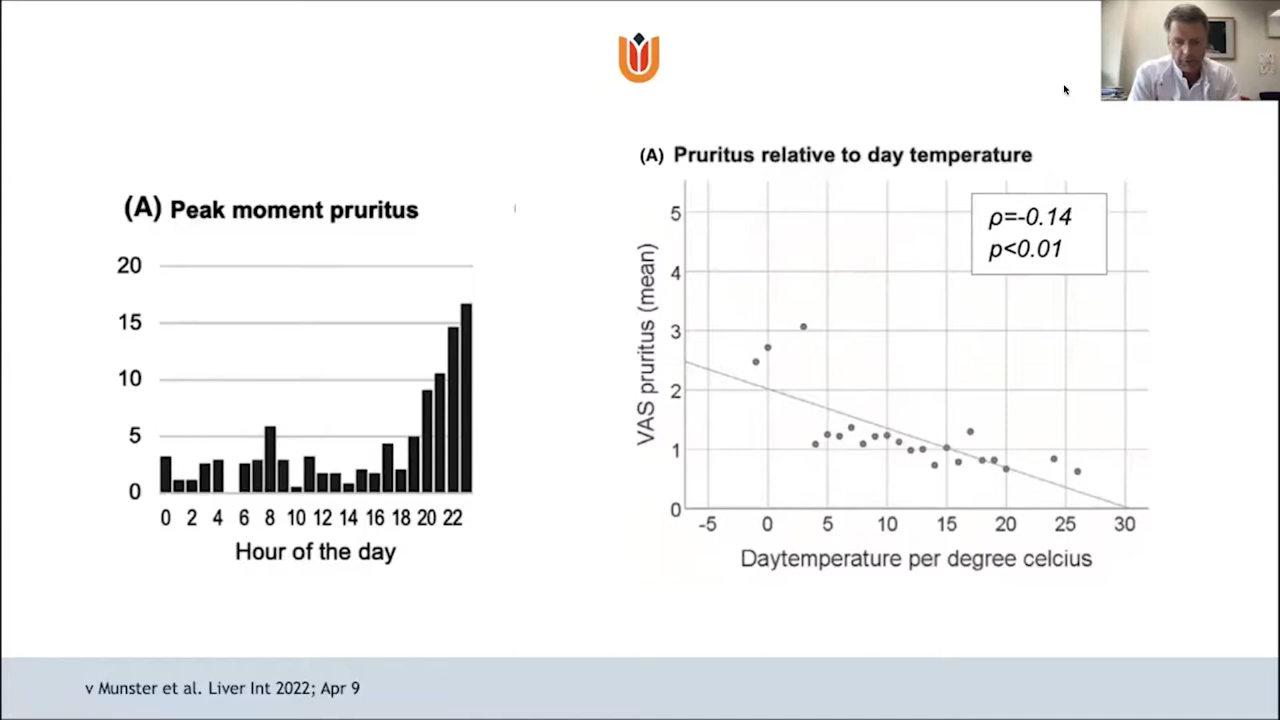 (A) Peak moment pruritus
20
15
10
5
0
0 2 4 6 8 10 12 14 16 18 20 22
Hour of the day
(A) Pruritus relative to day temperature
ρ=-0.14
p<0.01
VAS pruritus (mean)
5
4
3
2
1
0
-5 0 5 10 15 20 25 30
Daytemperature per degree celcius
v Munster et al. Liver Int 2022; Apr 9